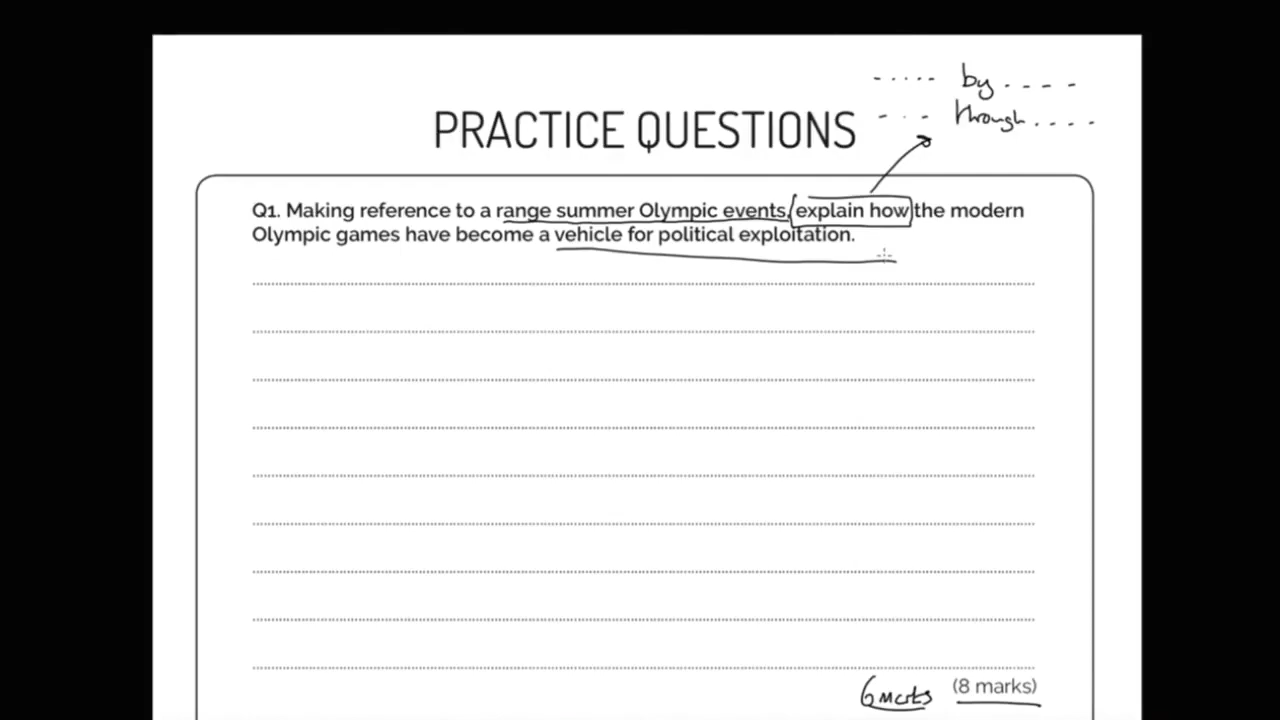 ..... by ....
PRACTICE QUESTIONS
... through ....
Q1. Making reference to a range summer Olympic events, explain how the modern
Olympic games have become a vehicle for political exploitation.
6 marks (8 marks)